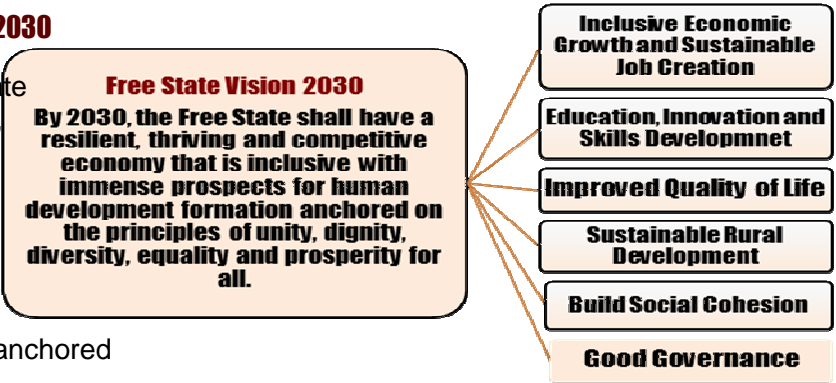 2030
te
Free State Vision 2030
By 2030, the Free State shall have a
resilient, thriving and competitive
economy that is inclusive with
immense prospects for human
development formation anchored on
the principles of unity, dignity,
diversity, equality and prosperity for
all.
anchored
Inclusive Economic
Growth and Sustainable
Job Creation
Education, Innovation and
Skills Developmnet
Improved Quality of Life
Sustainable Rural
Development
Build Social Cohesion
Good Governance